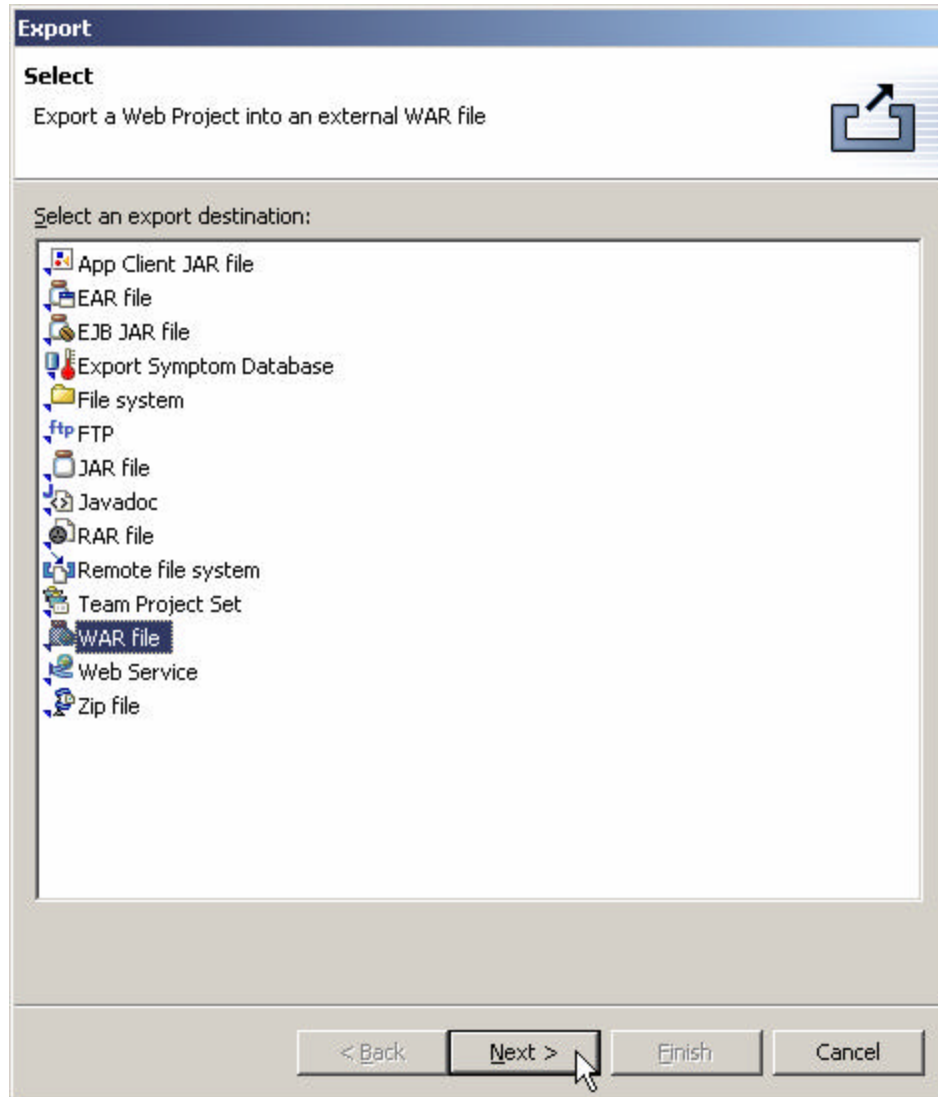 Export
Select
Export a Web Project into an external WAR file
Select an export destination:
App Client JAR file
EAR file
EJB JAR file
Export Symptom Database
File system
ftp FTP
JAR file
Javadoc
RAR file
Remote file system
Team Project Set
WAR file
Web Service
Zip file
< Back Next > Finish Cancel